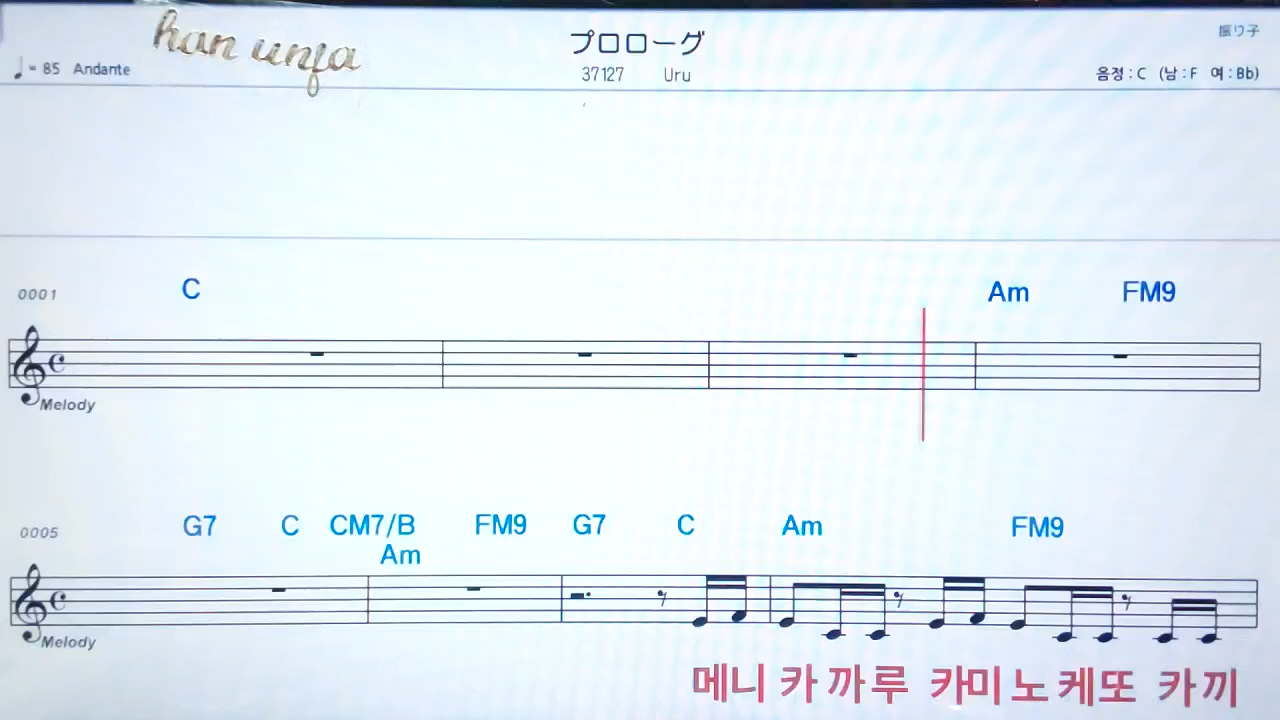 han unja
プロローグ
振り子
♩= 85 Andante
37127 Uru
음정 : C (남 : F 여 : Bb)
0001 C Am FM9
Melody
0005 G7 C CM7/B FM9 G7 C Am FM9
Am
Melody
메니 카 까루 카미 노 케또 카 끼